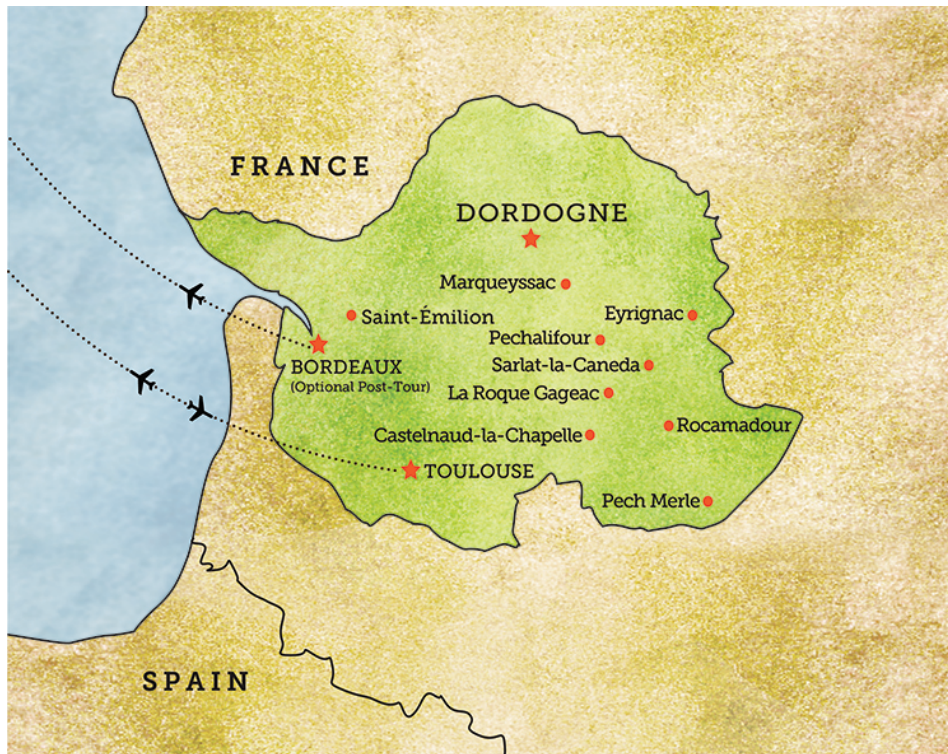 FRANCE
DORDOGNE
Marqueyssac
Saint-Émilion
Eyrignac
Pechalifour
BORDEAUX
(Optional Post-Tour)
Sarlat-la-Caneda
La Roque Gageac
Rocamadour
Castelnaud-la-Chapelle
TOULOUSE
Pech Merle
SPAIN